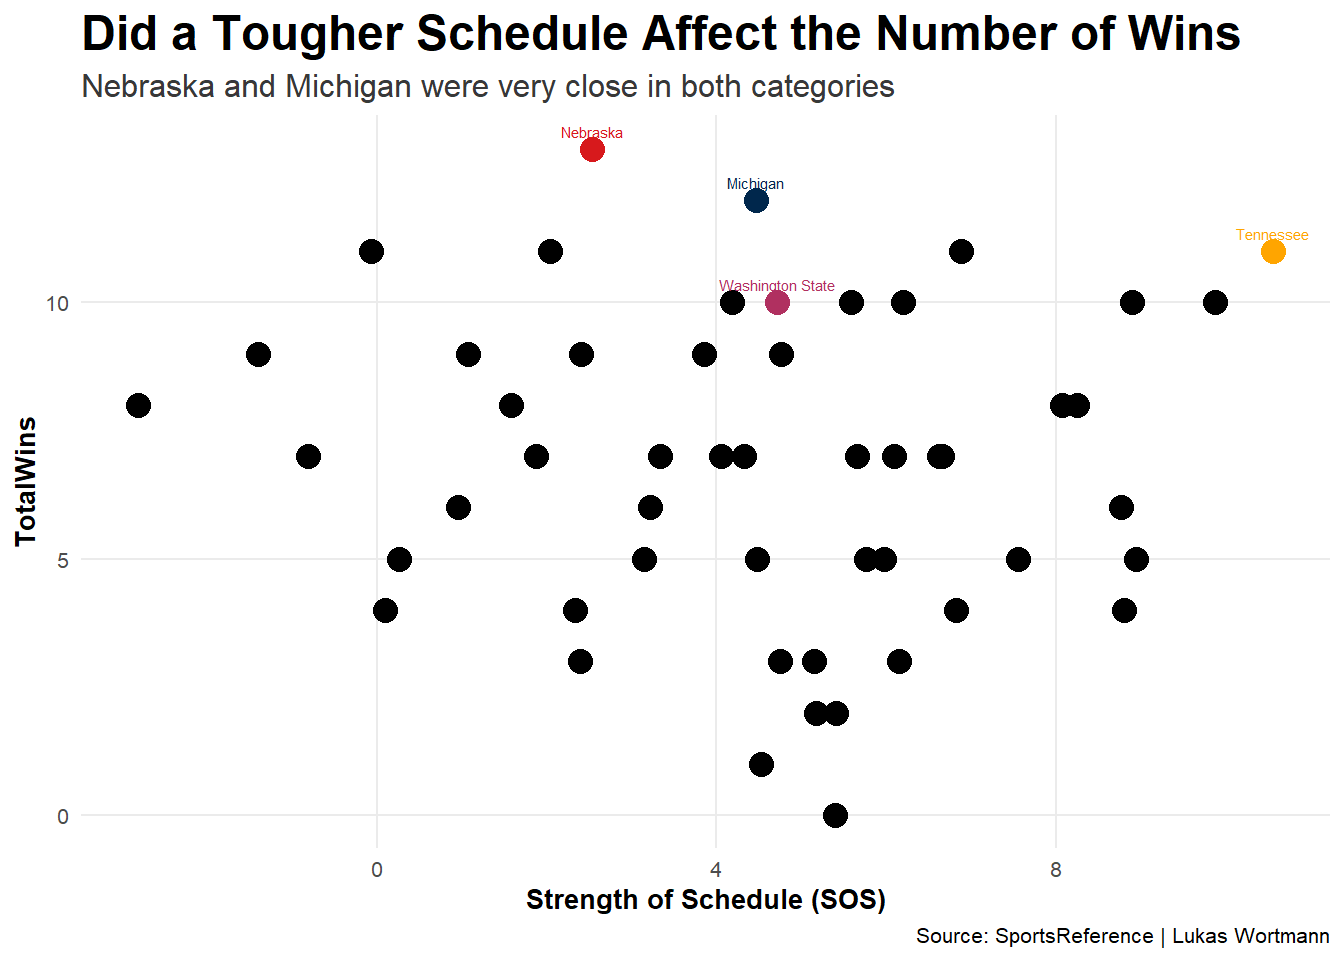 Did a Tougher Schedule Affect the Number of Wins
Nebraska and Michigan were very close in both categories
Nebraska
Michigan
Tennessee
Washington State
10
5
0
TotalWins
0 4 8
Strength of Schedule (SOS)
Source: SportsReference | Lukas Wortmann